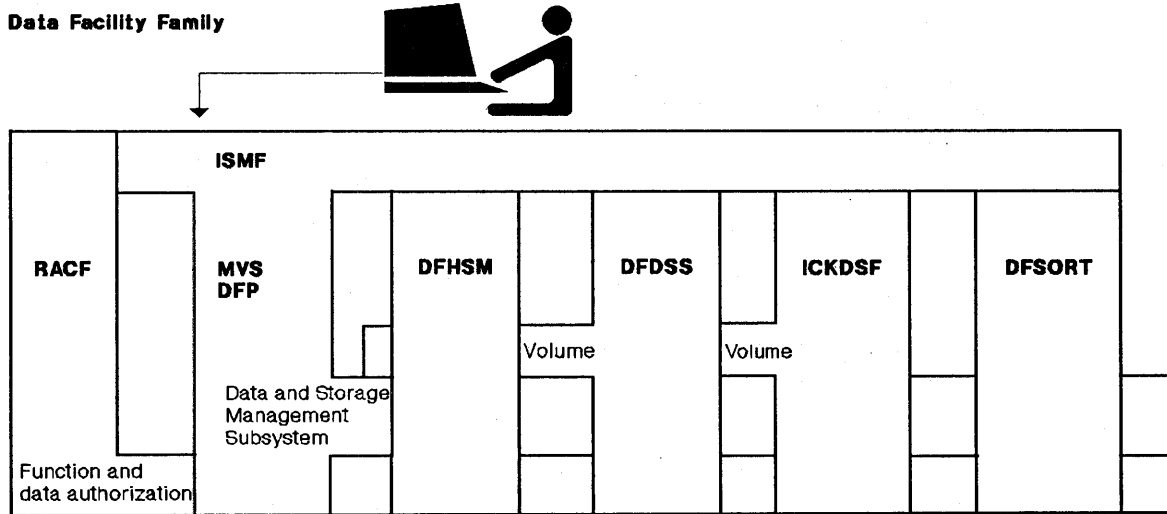 Data Facility Family
ISMF
RACF
MVS
DFP
DFHSM
DFDSS
ICKDSF
DFSORT
Volume
Volume
Data and Storage
Management
Subsystem
Function and
data authorization